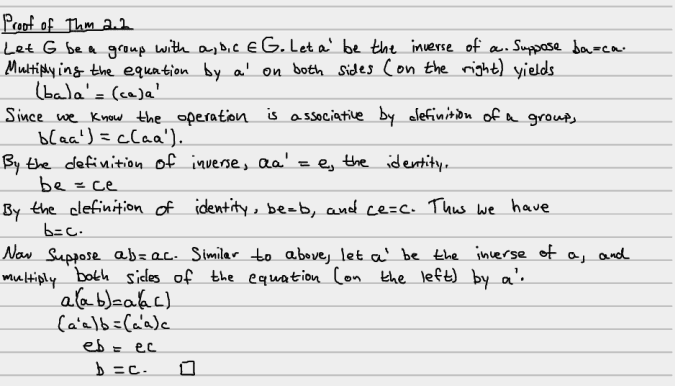 Proof of Thm 2.2
Let G be a group with a,b,c ∈ G. Let a' be the inverse of a. Suppose ba=ca.
Multiplying the equation by a' on both sides (on the right) yields
(ba)a' = (ca)a'
Since we know the operation is associative by definition of a group,
b(aa') = c(aa').
By the definition of inverse, aa' = e, the identity.
be = ce
By the definition of identity, be=b, and ce=c. Thus we have
b=c.
Now Suppose ab=ac. Similar to above, let a' be the inverse of a, and
multiply both sides of the equation (on the left) by a'.
a'(ab)=a'(ac)
(a'a)b=(a'a)c
eb = ec
b = c. □